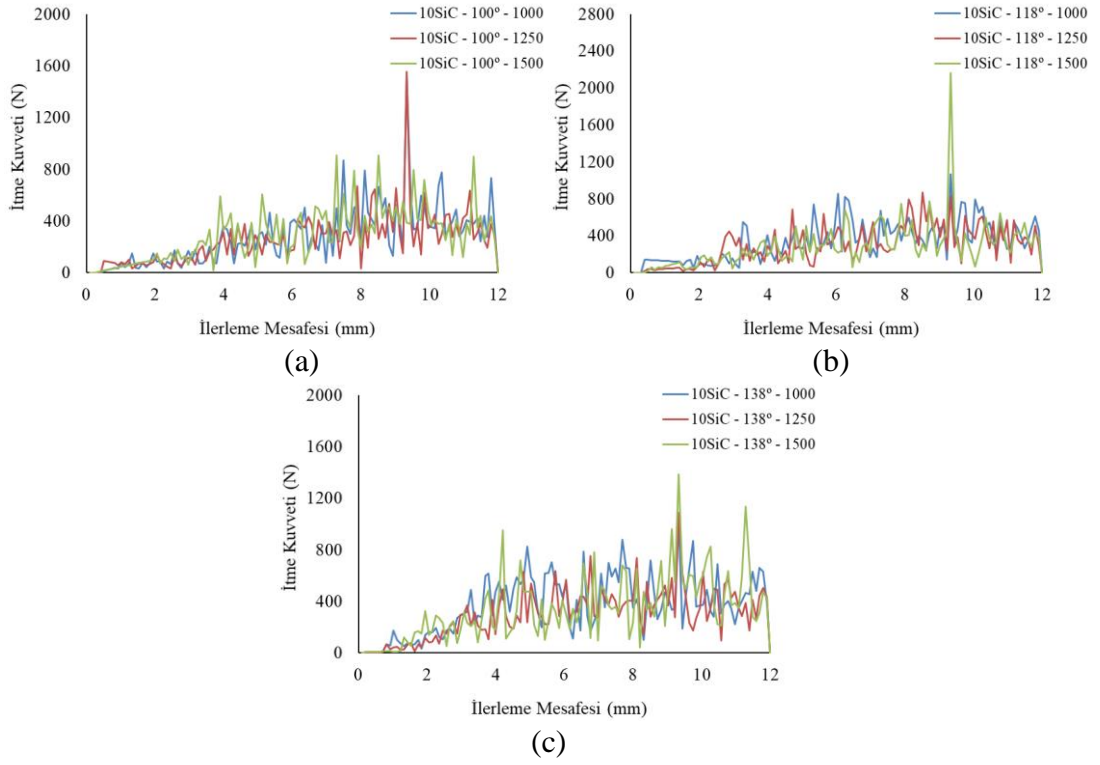 2000
1600
1200
800
400
0
İtme Kuvveti (N)
10SiC - 100º - 1000
10SiC - 100º - 1250
10SiC - 100º - 1500
0 2 4 6 8 10 12
İlerleme Mesafesi (mm)
(a)
2800
2400
2000
1600
1200
800
400
0
İtme Kuvveti (N)
10SiC - 118º - 1000
10SiC - 118º - 1250
10SiC - 118º - 1500
0 2 4 6 8 10 12
İlerleme Mesafesi (mm)
(b)
2000
1600
1200
800
400
0
İtme Kuvveti (N)
10SiC - 138º - 1000
10SiC - 138º - 1250
10SiC - 138º - 1500
0 2 4 6 8 10 12
İlerleme Mesafesi (mm)
(c)